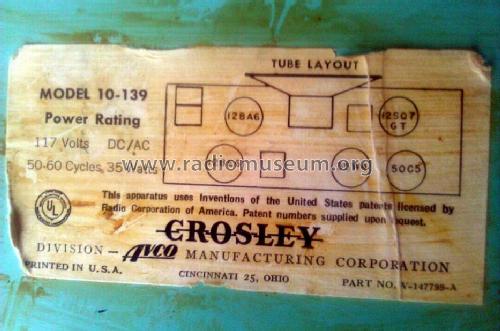 TUBE LAYOUT
MODEL 10-139
Power Rating
117 Volts DC/AC
50-60 Cycles, 35 Watts
12BA6
12SQ7
GT
50C5
www.radiomuseum.org
UL
This apparatus uses inventions of the United States patents licensed by
Radio Corporation of America. Patent numbers supplied upon request.
CROSLEY
DIVISION – AVCO MANUFACTURING CORPORATION
PRINTED IN U.S.A.
CINCINNATI 25, OHIO
PART NO. V-147798-A